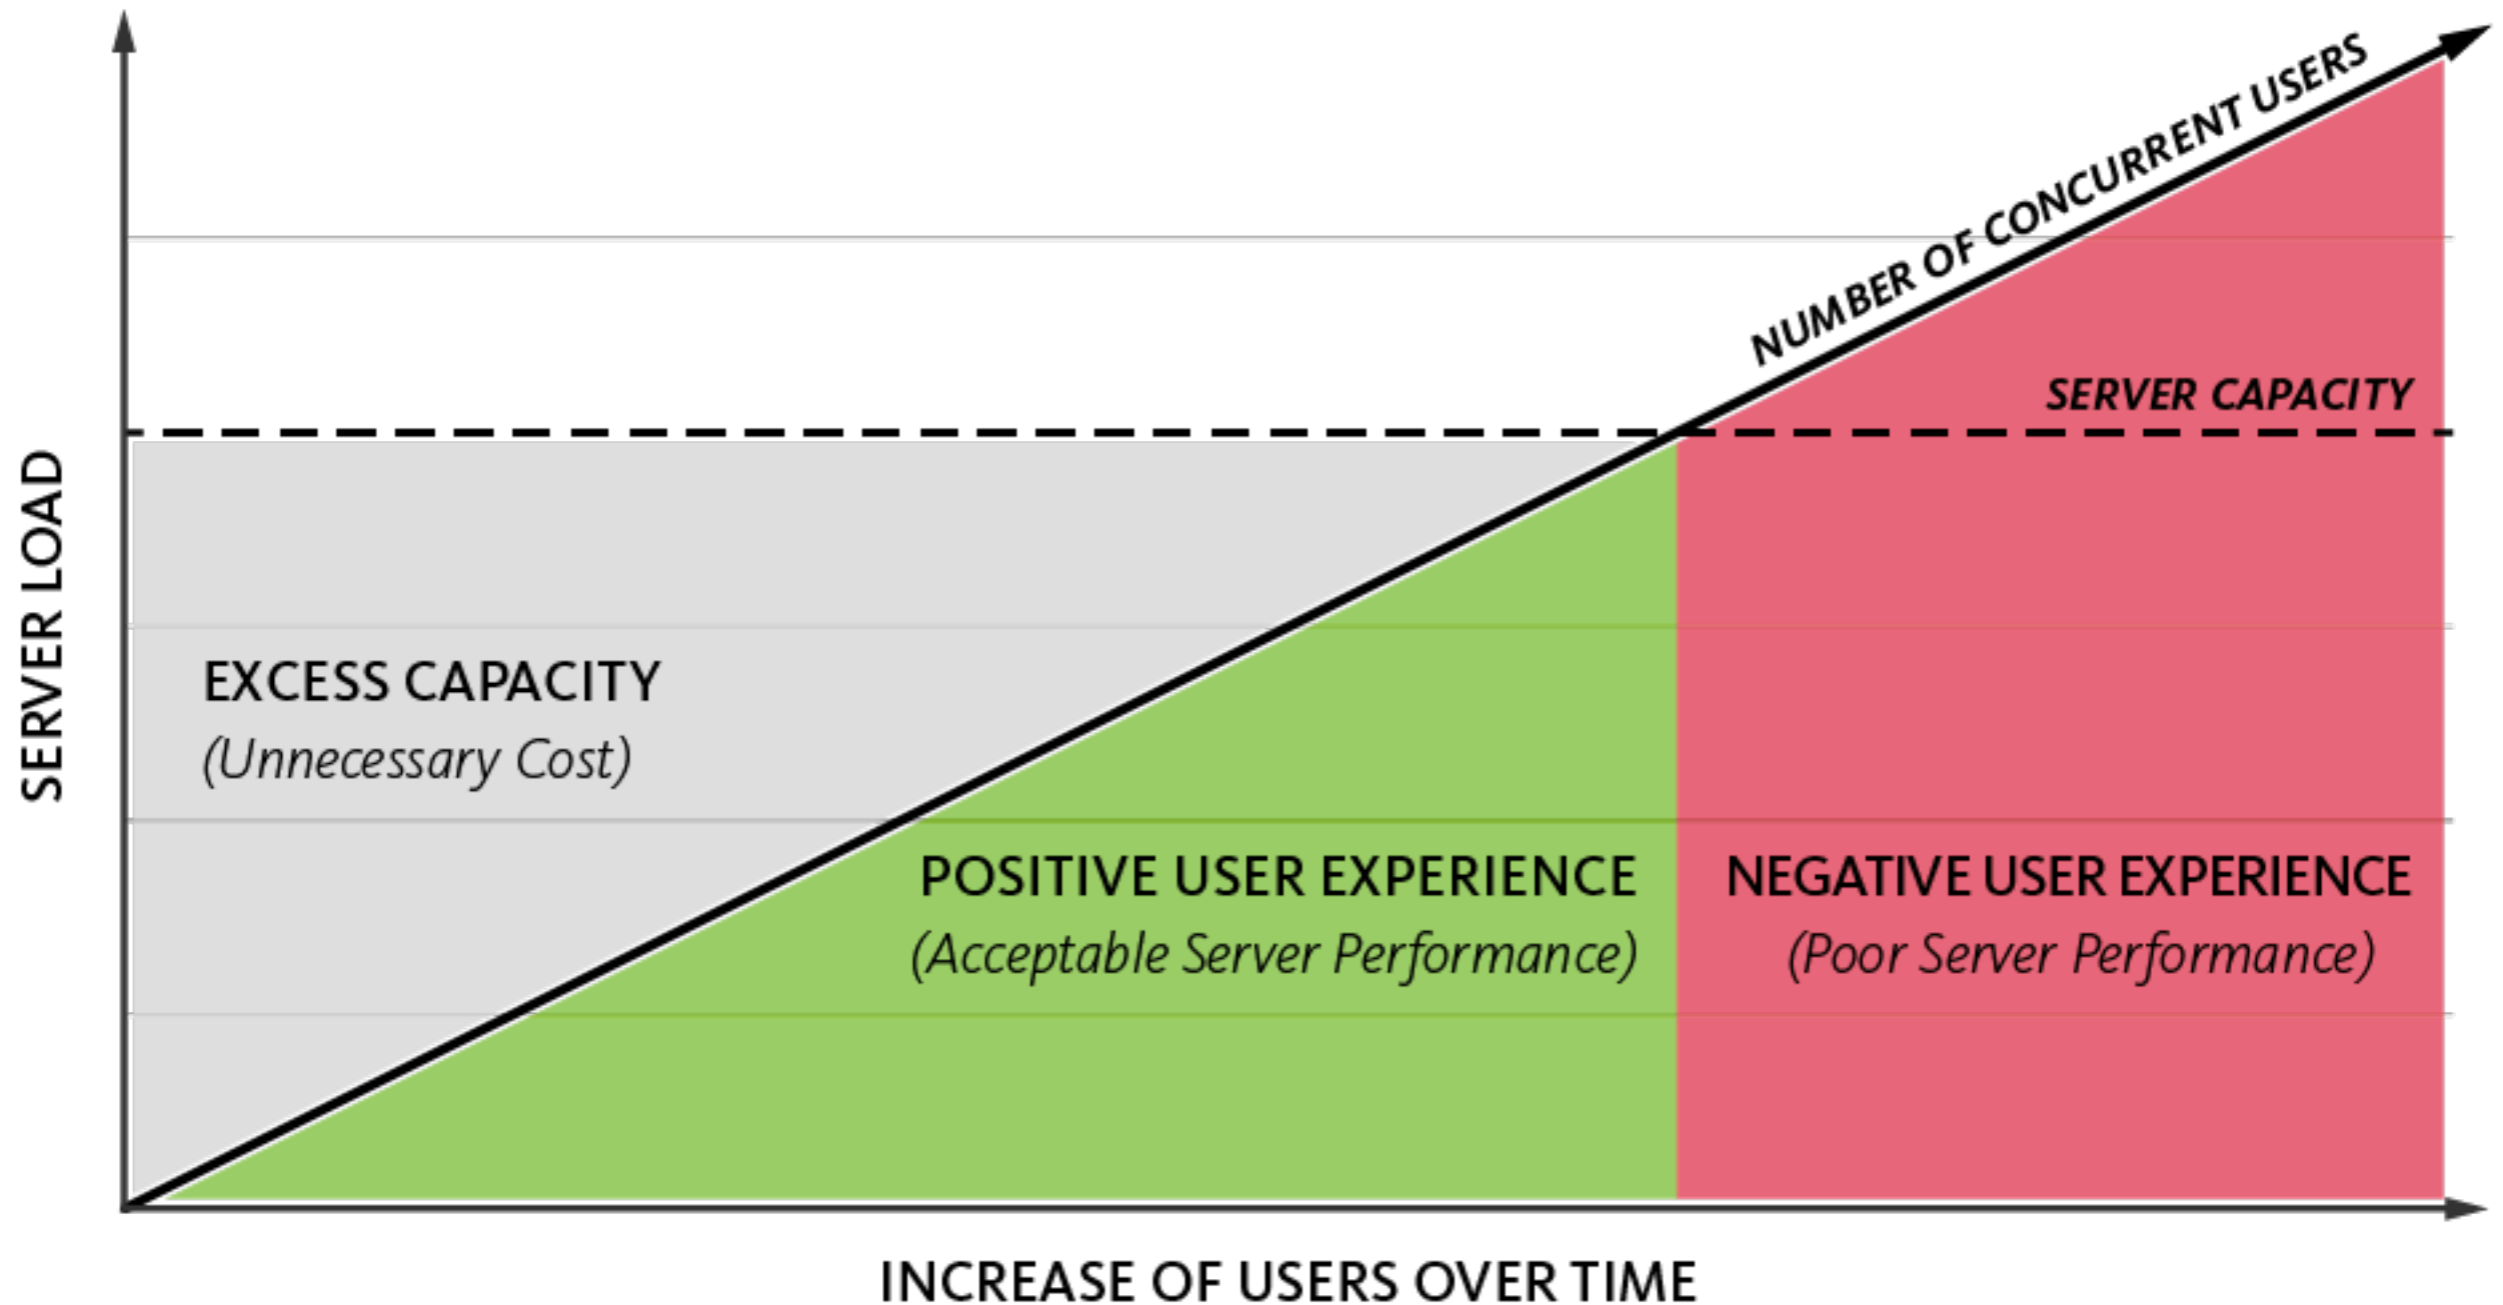 NUMBER OF CONCURRENT USERS
SERVER CAPACITY
SERVER LOAD
EXCESS CAPACITY
(Unnecessary Cost)
POSITIVE USER EXPERIENCE
(Acceptable Server Performance)
NEGATIVE USER EXPERIENCE
(Poor Server Performance)
INCREASE OF USERS OVER TIME